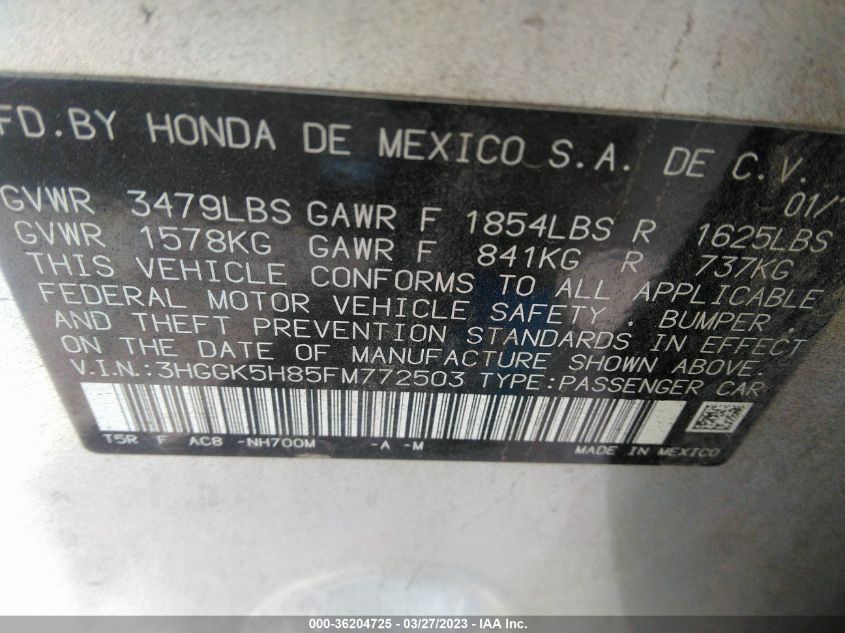 FD.BY HONDA DE MEXICO S.A. DE C.V.
01/
GVWR 3479LBS GAWR F 1854LBS R 1625LBS
GVWR 1578KG GAWR F 841KG R 737KG
THIS VEHICLE CONFORMS TO ALL APPLICABLE
FEDERAL MOTOR VEHICLE SAFETY , BUMPER ,
AND THEFT PREVENTION STANDARDS IN EFFECT
ON THE DATE OF MANUFACTURE SHOWN ABOVE.
V.I.N.:3HGGK5H85FM772503 TYPE:PASSENGER CAR
T5R F AC8 -NH700M -A -M
MADE IN MEXICO
000-36204725 - 03/27/2023 - IAAI Inc.